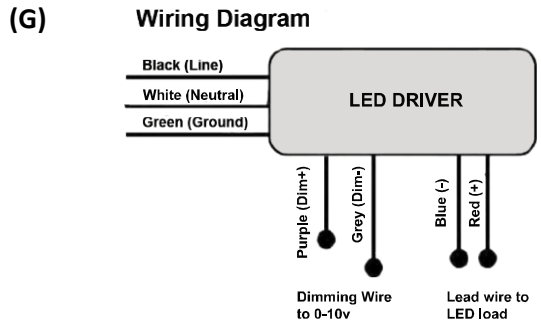 (G)
Wiring Diagram
Black (Line)
White (Neutral)
Green (Ground)
LED DRIVER
Purple (Dim+)
Grey (Dim-)
Blue (-)
Red (+)
Dimming Wire
to 0-10v
Lead wire to
LED load